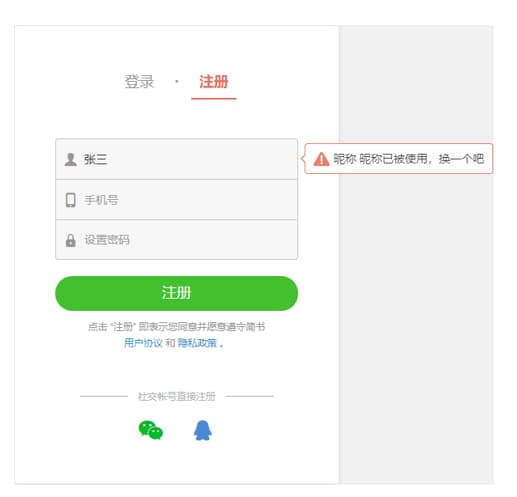 登录 · 注册
张三
昵称 昵称已被使用，换一个吧
手机号
设置密码
注册
点击 “注册” 即表示您同意并愿意遵守简书
用户协议 和 隐私政策 。
社交帐号直接注册